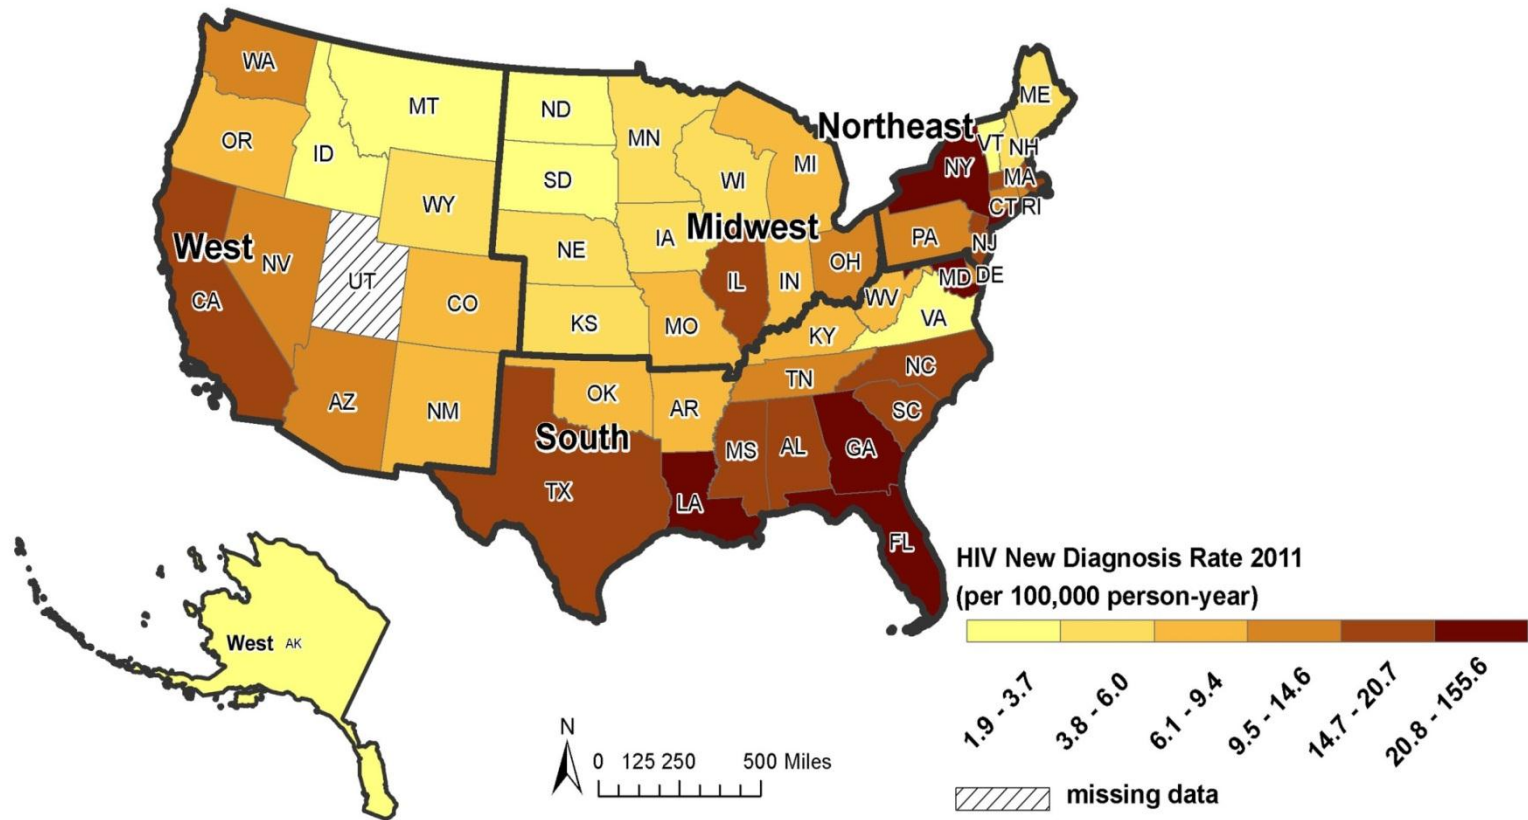 WA
MT
ND
ME
OR
ID
MN
Northeast
VT
NH
MI
NY
MA
SD
WI
WY
CT
RI
West
NV
NE
IA
Midwest
PA
NJ
UT
OH
MD
DE
CA
CO
IL
IN
WV
KS
MO
KY
VA
TN
NC
AZ
NM
OK
AR
SC
South
MS
AL
GA
TX
LA
FL
West
AK
HIV New Diagnosis Rate 2011
(per 100,000 person-year)
1.9 - 3.7
3.8 - 6.0
6.1 - 9.4
9.5 - 14.6
14.7 - 20.7
20.8 - 155.6
missing data
N
0 125 250 500 Miles